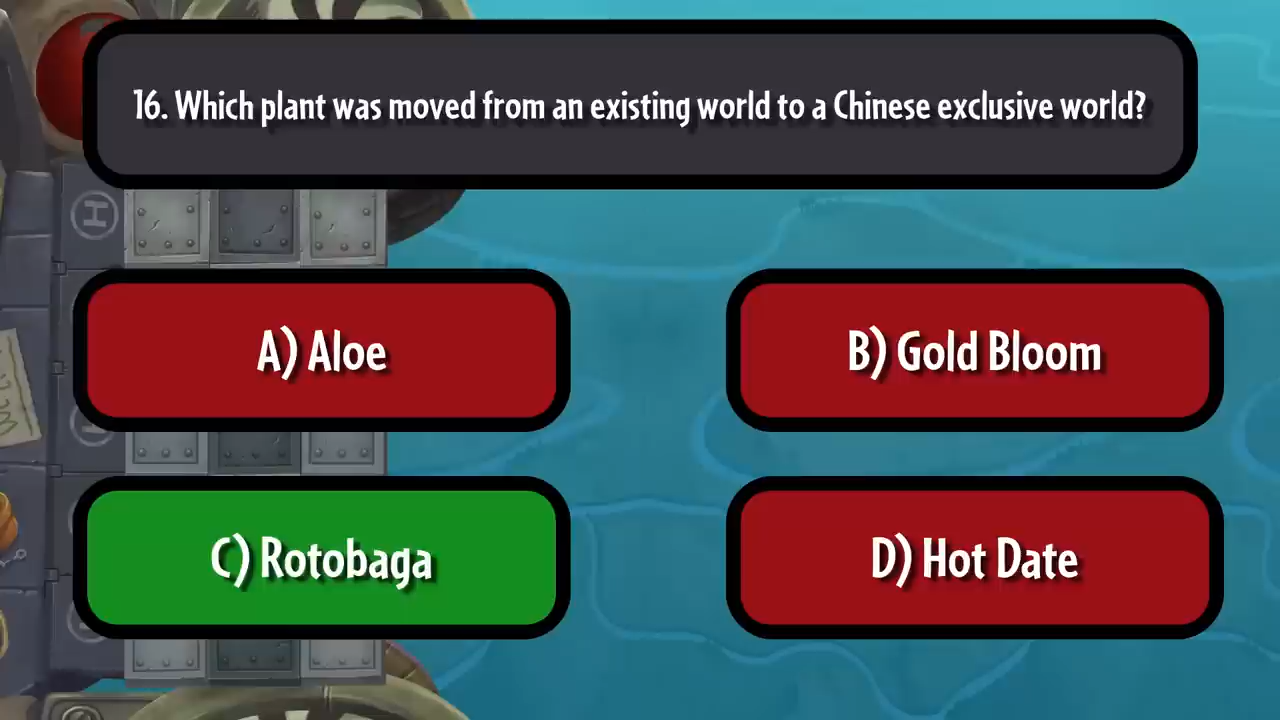 16. Which plant was moved from an existing world to a Chinese exclusive world?
A) Aloe
B) Gold Bloom
C) Rotobaga
D) Hot Date